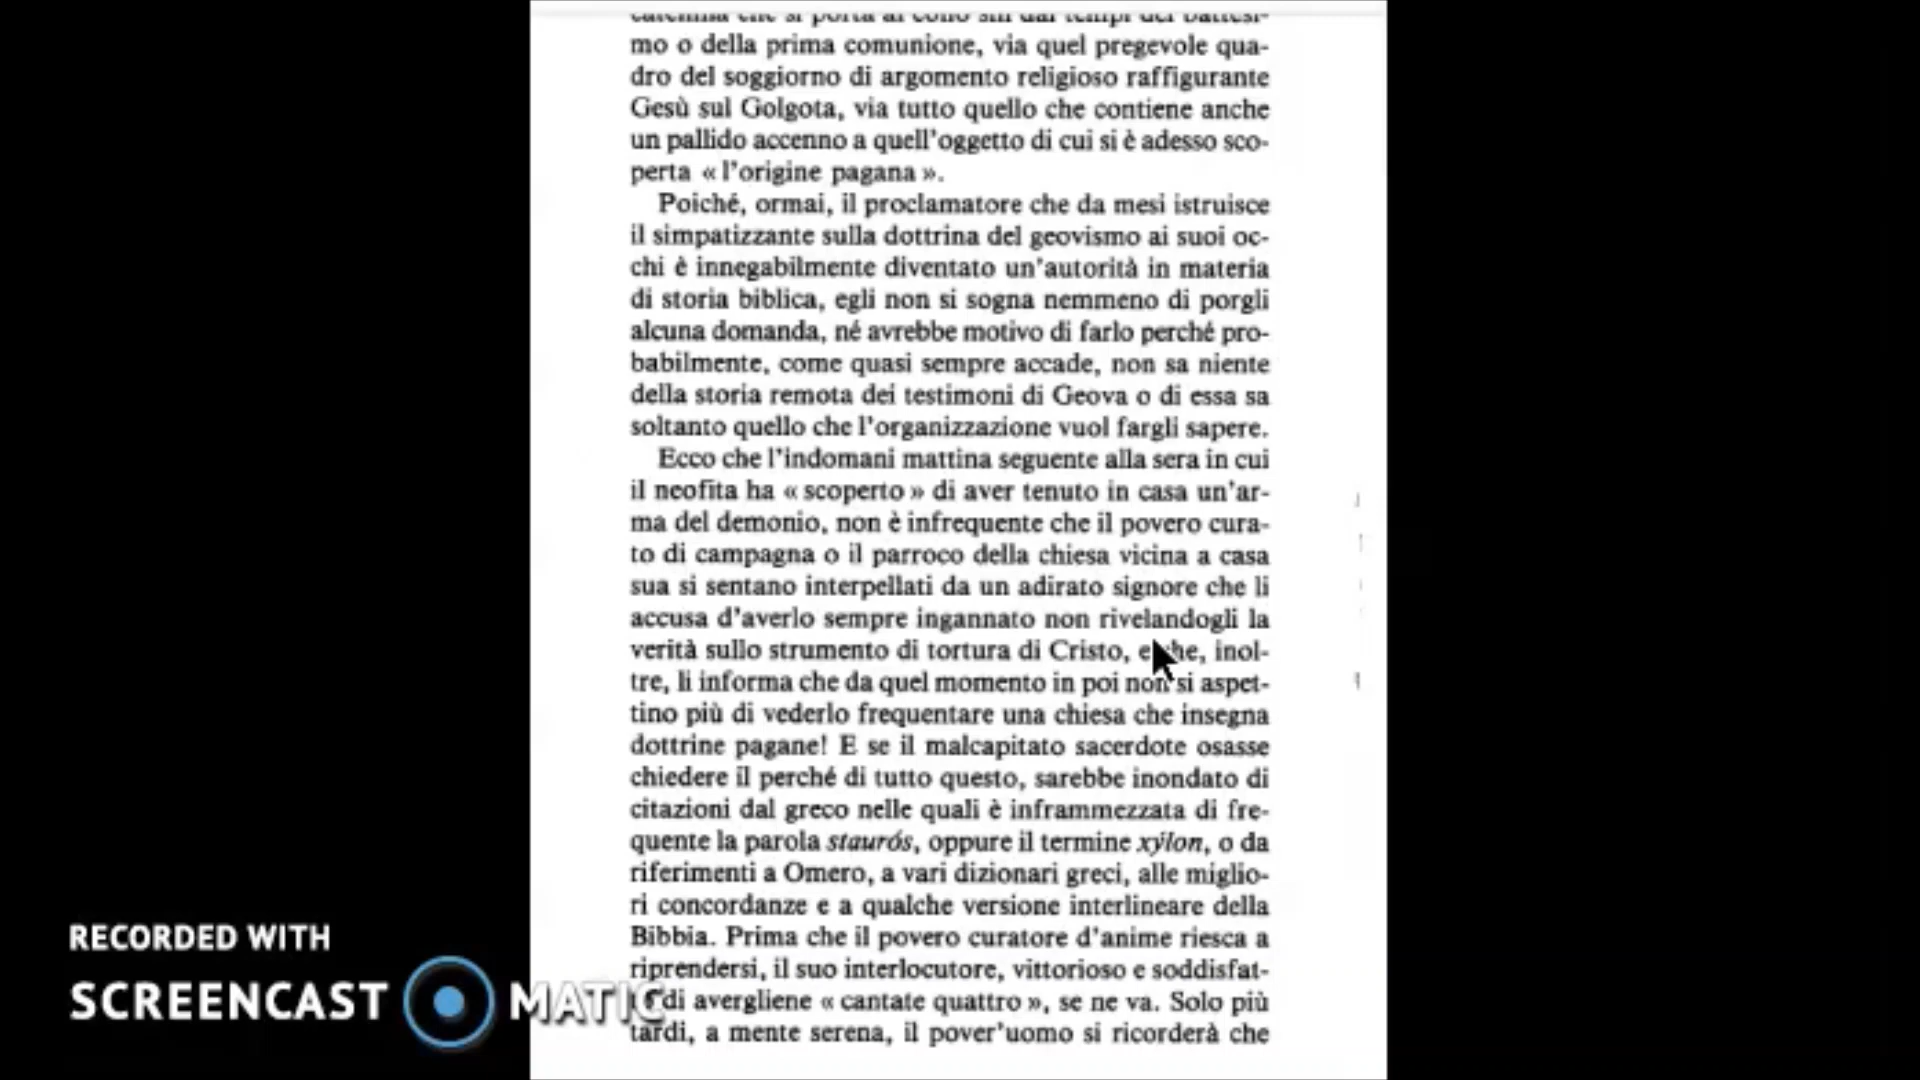 catenina che si porta al collo sin dai tempi del battesi-
mo o della prima comunione, via quel pregevole qua-
dro del soggiorno di argomento religioso raffigurante
Gesù sul Golgota, via tutto quello che contiene anche
un pallido accenno a quell'oggetto di cui si è adesso sco-
perta « l'origine pagana ».
Poiché, ormai, il proclamatore che da mesi istruisce
il simpatizzante sulla dottrina del geovismo ai suoi oc-
chi è innegabilmente diventato un'autorità in materia
di storia biblica, egli non si sogna nemmeno di porgli
alcuna domanda, né avrebbe motivo di farlo perché pro-
babilmente, come quasi sempre accade, non sa niente
della storia remota dei testimoni di Geova o di essa sa
soltanto quello che l'organizzazione vuol fargli sapere.
Ecco che l'indomani mattina seguente alla sera in cui
il neofita ha « scoperto » di aver tenuto in casa un'ar-
ma del demonio, non è infrequente che il povero cura-
to di campagna o il parroco della chiesa vicina a casa
sua si sentano interpellati da un adirato signore che li
accusa d'averlo sempre ingannato non rivelandogli la
verità sullo strumento di tortura di Cristo, e che, inol-
tre, li informa che da quel momento in poi non si aspet-
tino più di vederlo frequentare una chiesa che insegna
dottrine pagane! E se il malcapitato sacerdote osasse
chiedere il perché di tutto questo, sarebbe inondato di
citazioni dal greco nelle quali è inframmezzata di fre-
quente la parola staurós, oppure il termine xýlon, o da
riferimenti a Omero, a vari dizionari greci, alle miglio-
ri concordanze e a qualche versione interlineare della
Bibbia. Prima che il povero curatore d'anime riesca a
riprendersi, il suo interlocutore, vittorioso e soddisfat-
di avergliene « cantate quattro », se ne va. Solo più
tardi, a mente serena, il pover'uomo si ricorderà che
RECORDED WITH
SCREENCAST MATIC